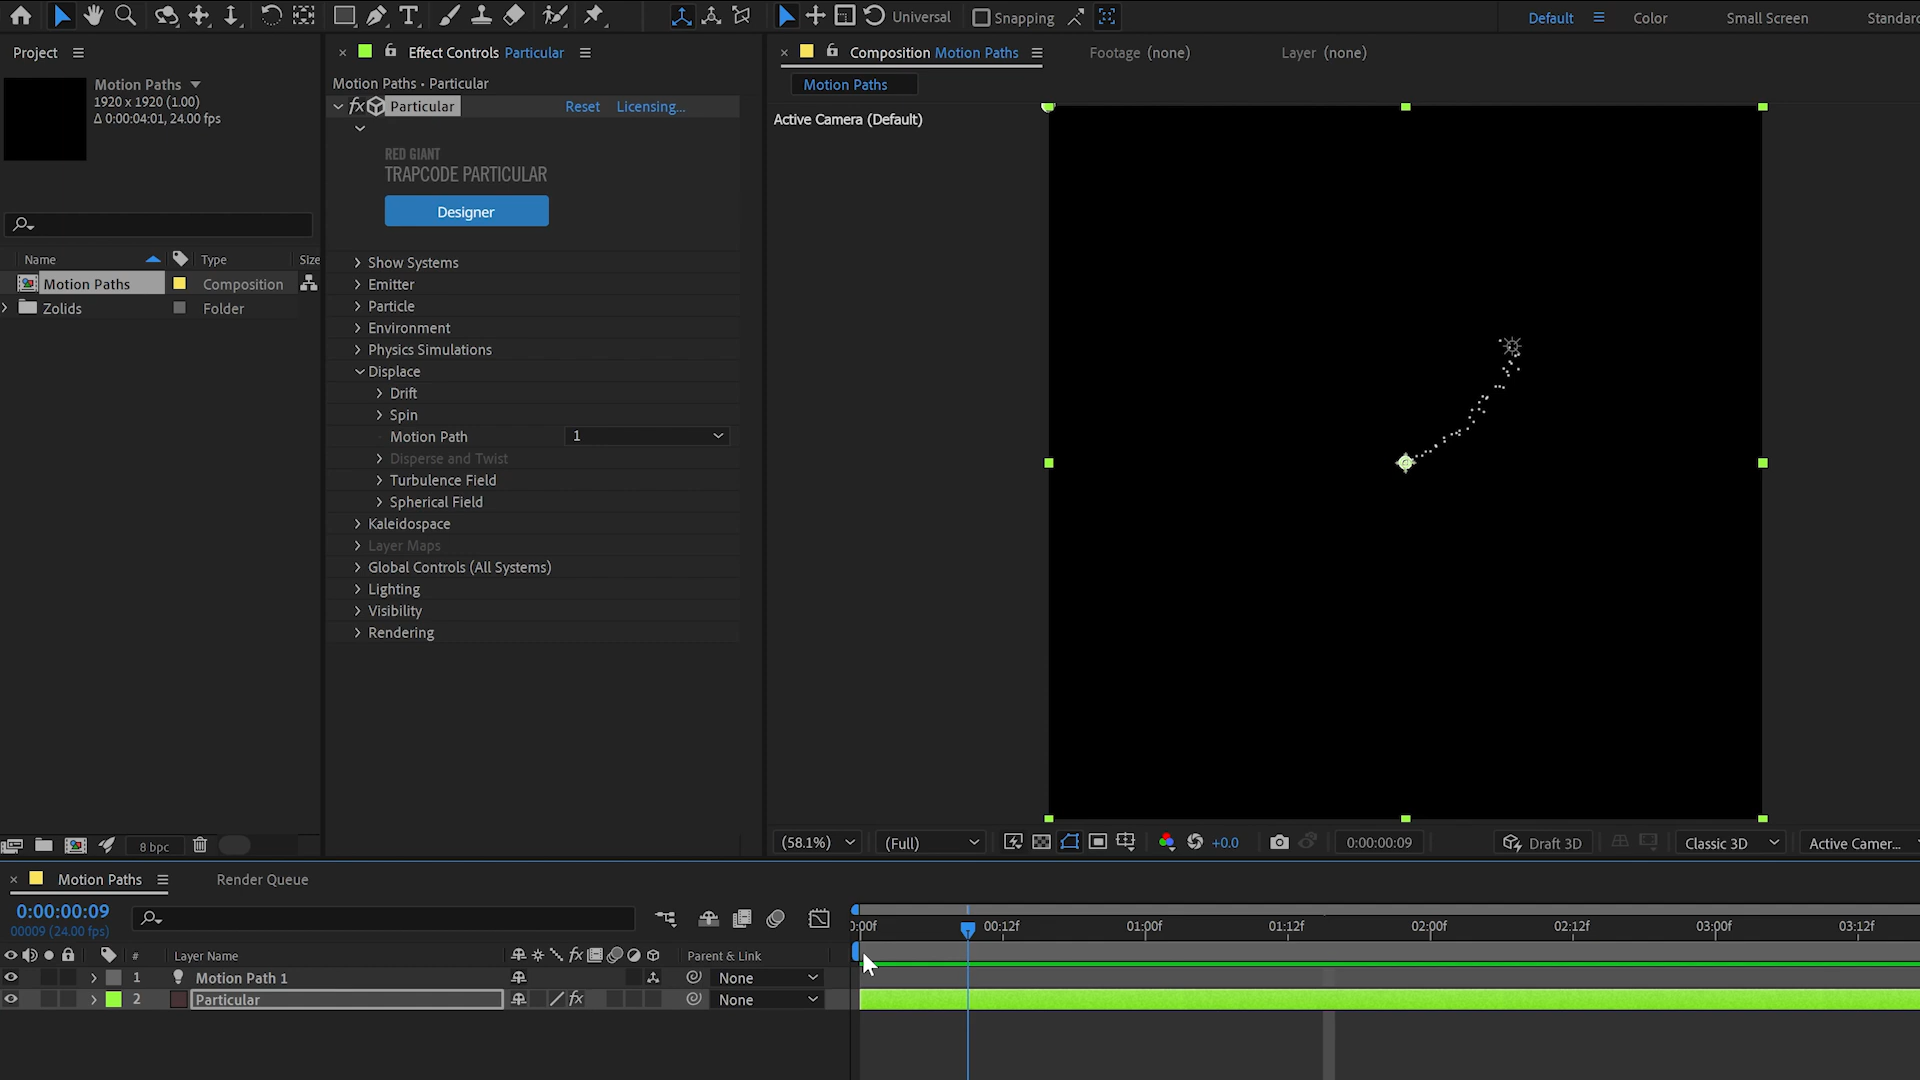 Universal
Snapping
Default
Color
Small Screen
Standard
Project
Effect Controls Particular
Composition Motion Paths
Footage (none)
Layer (none)
Motion Paths
1920 x 1920 (1.00)
Δ 0:00:04:01, 24.00 fps
Motion Paths • Particular
fx Particular
Reset
Licensing...
Motion Paths
Active Camera (Default)
RED GIANT
TRAPCODE PARTICULAR
Designer
Name
Type
Size
Motion Paths
Composition
Zolids
Folder
Show Systems
Emitter
Particle
Environment
Physics Simulations
Displace
Drift
Spin
Motion Path
1
Disperse and Twist
Turbulence Field
Spherical Field
Kaleidospace
Layer Maps
Global Controls (All Systems)
Lighting
Visibility
Rendering
8 bpc
(58.1%)
(Full)
+0.0
0:00:00:09
Draft 3D
Classic 3D
Active Camer...
Motion Paths
Render Queue
0:00:00:09
00009 (24.00 fps)
0:00f
00:12f
01:00f
01:12f
02:00f
02:12f
03:00f
03:12f
#
Layer Name
fx
Parent & Link
1
Motion Path 1
None
2
Particular
fx
None